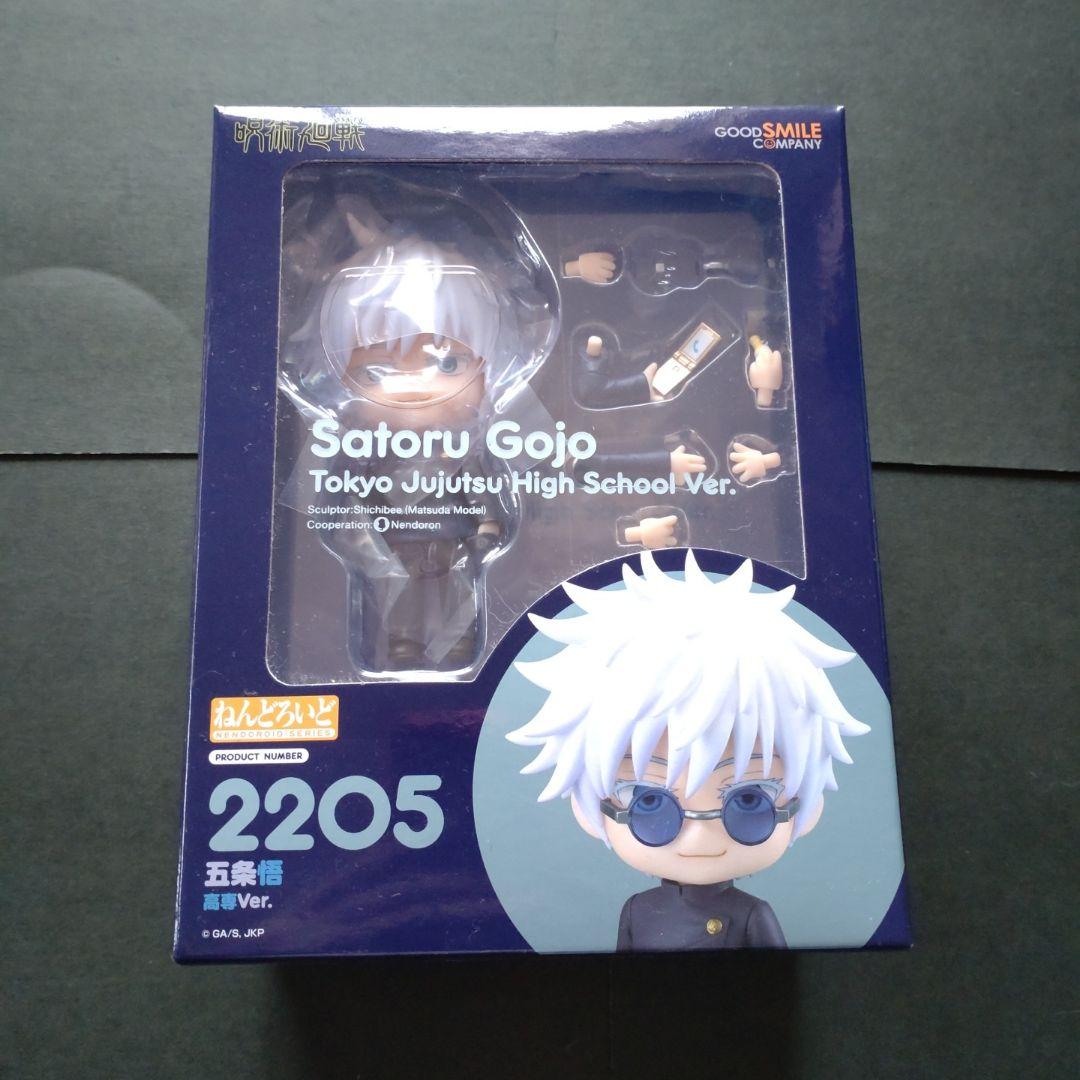 呪術廻戦
GOOD SMILE
COMPANY
Satoru Gojo
Tokyo Jujutsu High School Ver.
Sculptor:Shichibee (Matsuda Model)
Cooperation: Nendoron
ねんどろいど
NENDOROID SERIES
PRODUCT NUMBER
2205
五条悟
高専Ver.
© GA/S, JKP